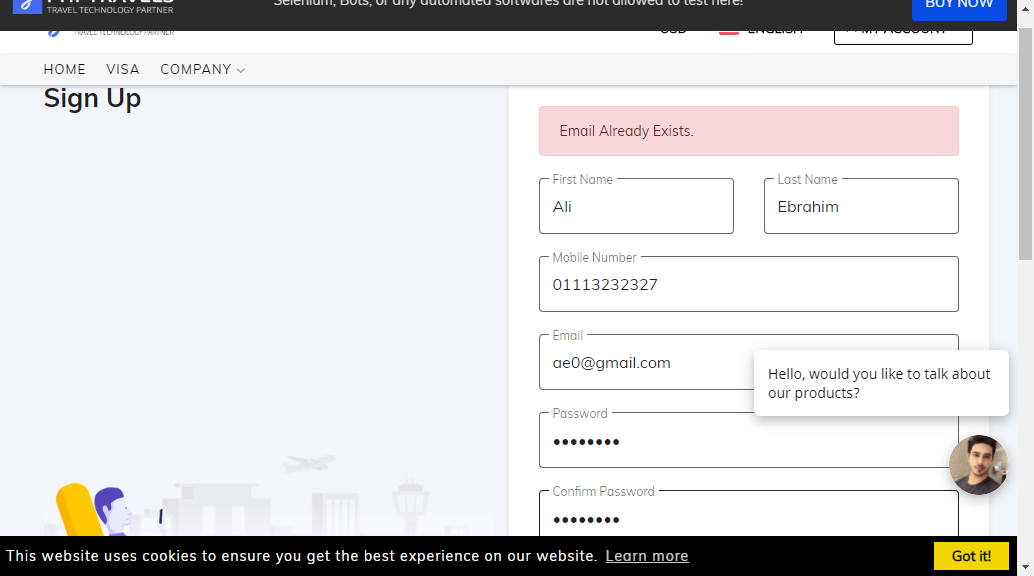 PHPTRAVELS
TRAVEL TECHNOLOGY PARTNER
Selenium, Bots, or any automated softwares are not allowed to test here!
BUY NOW
TRAVEL TECHNOLOGY PARTNER
USD
ENGLISH
MY ACCOUNT
HOME
VISA
COMPANY
Sign Up
Email Already Exists.
First Name
Last Name
Ali
Ebrahim
Mobile Number
01113232327
Email
ae0@gmail.com
Hello, would you like to talk about
our products?
Password
••••••••
Confirm Password
••••••••
This website uses cookies to ensure you get the best experience on our website. Learn more
Got it!